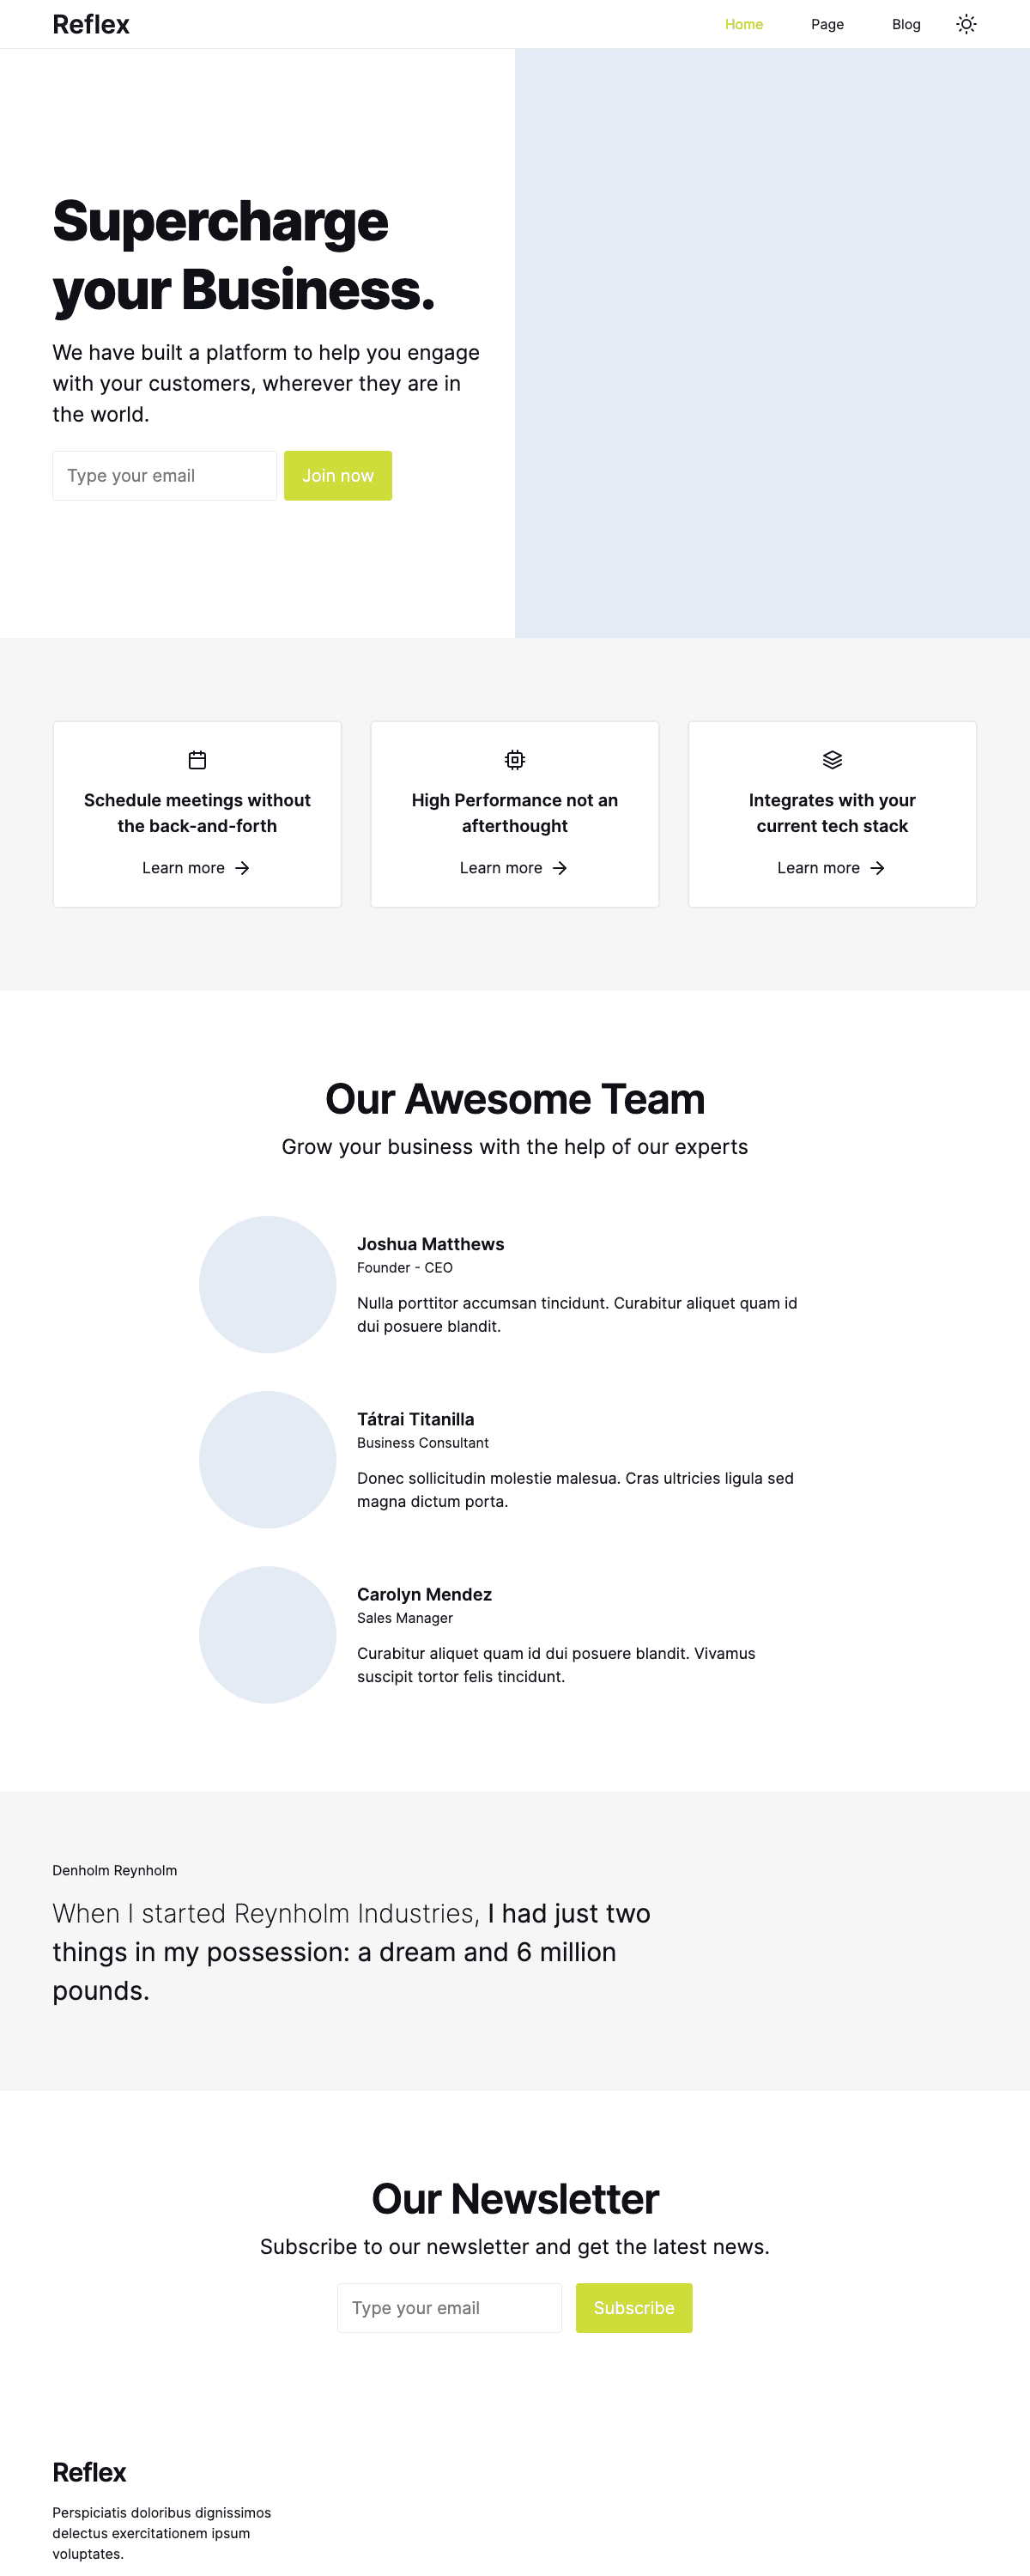 Reflex
Home Page Blog
Supercharge
your Business.
We have built a platform to help you engage
with your customers, wherever they are in
the world.
Type your email Join now
Schedule meetings without
the back-and-forth
Learn more
High Performance not an
afterthought
Learn more
Integrates with your
current tech stack
Learn more
Our Awesome Team
Grow your business with the help of our experts
Joshua Matthews
Founder - CEO
Nulla porttitor accumsan tincidunt. Curabitur aliquet quam id
dui posuere blandit.
Tátrai Titanilla
Business Consultant
Donec sollicitudin molestie malesua. Cras ultricies ligula sed
magna dictum porta.
Carolyn Mendez
Sales Manager
Curabitur aliquet quam id dui posuere blandit. Vivamus
suscipit tortor felis tincidunt.
Denholm Reynholm
When I started Reynholm Industries, I had just two
things in my possession: a dream and 6 million
pounds.
Our Newsletter
Subscribe to our newsletter and get the latest news.
Type your email Subscribe
Reflex
Perspiciatis doloribus dignissimos
delectus exercitationem ipsum
voluptates.